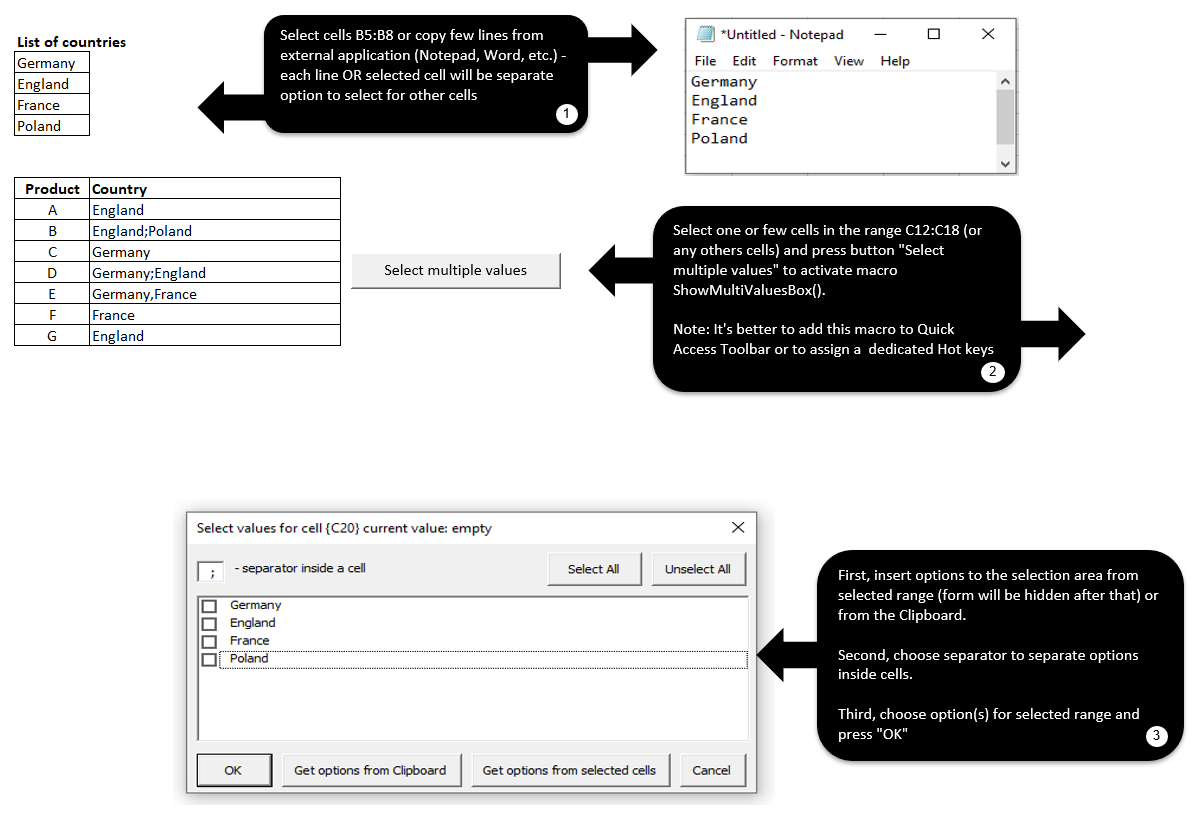 List of countries
Germany
England
France
Poland
Select cells B5:B8 or copy few lines from
external application (Notepad, Word, etc.) -
each line OR selected cell will be separate
option to select for other cells
1
*Untitled - Notepad
File Edit Format View Help
Germany
England
France
Poland
Product Country
A England
B England;Poland
C Germany
D Germany;England
E Germany,France
F France
G England
Select multiple values
Select one or few cells in the range C12:C18 (or
any others cells) and press button "Select
multiple values" to activate macro
ShowMultiValuesBox().
Note: It's better to add this macro to Quick
Access Toolbar or to assign a  dedicated Hot keys
2
Select values for cell {C20} current value: empty
; - separator inside a cell
Select All
Unselect All
Germany
England
France
Poland
OK
Get options from Clipboard
Get options from selected cells
Cancel
First, insert options to the selection area from
selected range (form will be hidden after that) or
from the Clipboard.
Second, choose separator to separate options
inside cells.
Third, choose option(s) for selected range and
press "OK"
3